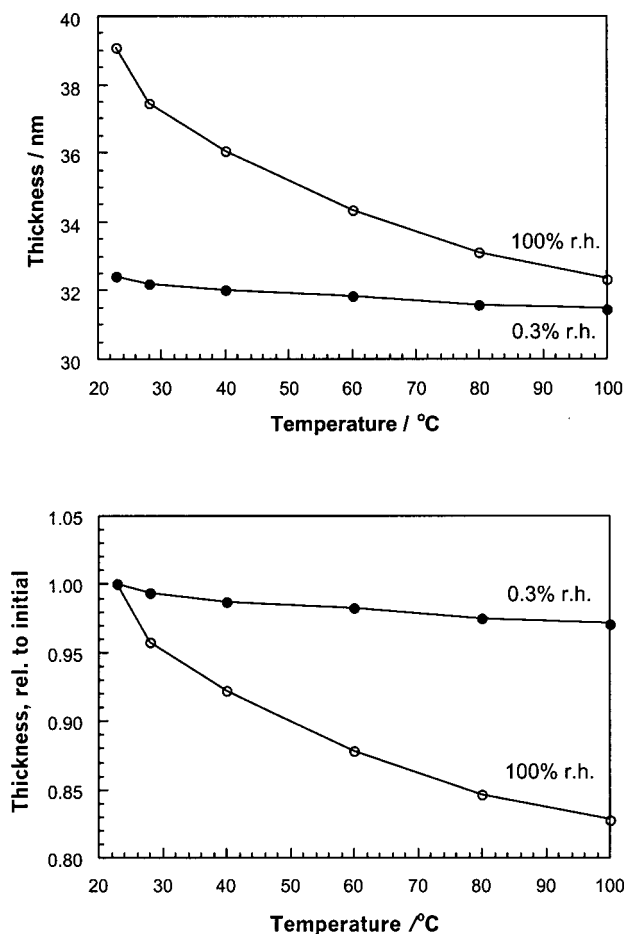 40
38
36
34
32
30
Thickness / nm
100% r.h.
0.3% r.h.
20 30 40 50 60 70 80 90 100
Temperature / °C
1.05
1.00
0.95
0.90
0.85
0.80
Thickness, rel. to initial
0.3% r.h.
100% r.h.
20 30 40 50 60 70 80 90 100
Temperature /°C